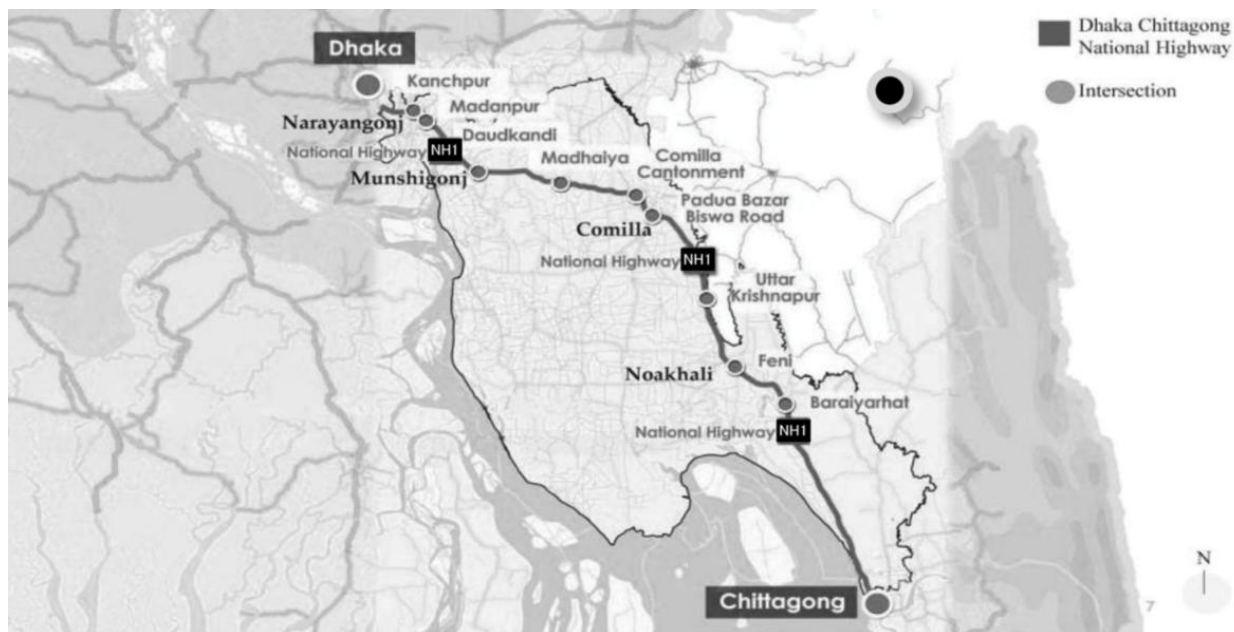 Dhaka
Dhaka Chittagong
National Highway
Intersection
Kanchpur
Madanpur
Narayangonj
Daudkandi
National Highway NH1
Munshigonj
Madhaiya
Comilla
Cantonment
Padua Bazar
Biswa Road
Comilla
National Highway NH1
Uttar
Krishnapur
Noakhali
Feni
Baraiyarhat
National Highway NH1
Chittagong
N
7